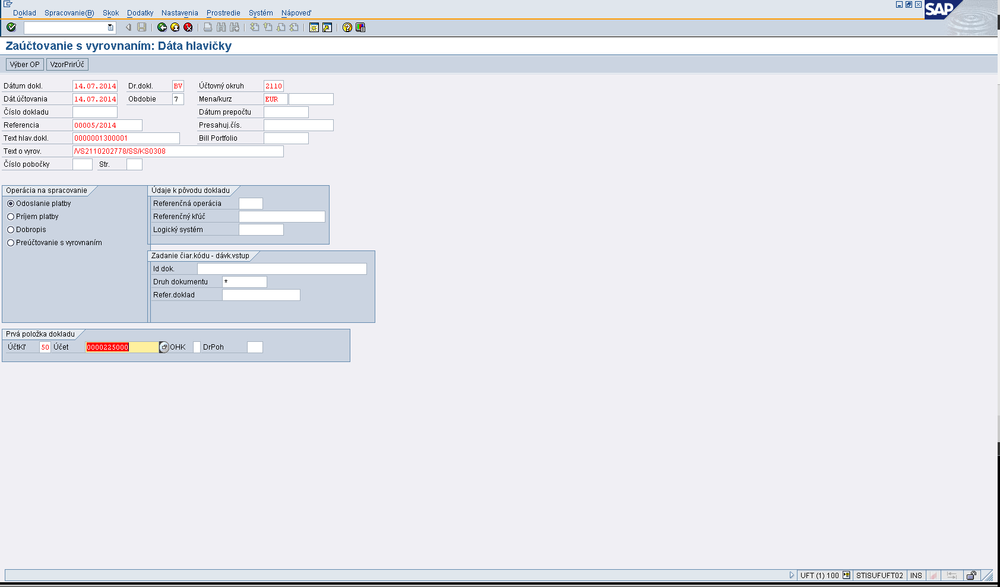 Doklad Spracovanie(B) Skok Dodatky Nastavenia Prostredie Systém Nápoveď
SAP
Zaúčtovanie s vyrovnaním: Dáta hlavičky
Výber OP VzorPrirÚč
Dátum dokl. 14.07.2014 Dr.dokl. BV Účtovný okruh 2110
Dát.účtovania 14.07.2014 Obdobie 7 Mena/kurz EUR
Číslo dokladu Dátum prepočtu
Referencia 00005/2014 Presahuj.čís.
Text hlav.dokl. 0000001300001 Bill Portfolio
Text o vyrov. /VS2110202778/SS/KS0308
Číslo pobočky Str.
Operácia na spracovanie Údaje k pôvodu dokladu
Odoslanie platby Referenčná operácia
Príjem platby Referenčný kľúč
Dobropis Logický systém
Preúčtovanie s vyrovnaním
Zadanie čiar.kódu - dávk.vstup
Id dok.
Druh dokumentu *
Refer.doklad
Prvá položka dokladu
ÚčtKľ 50 Účet 0000225000 OHK DrPoh
UFT (1) 100 STISUFUFT02 INS